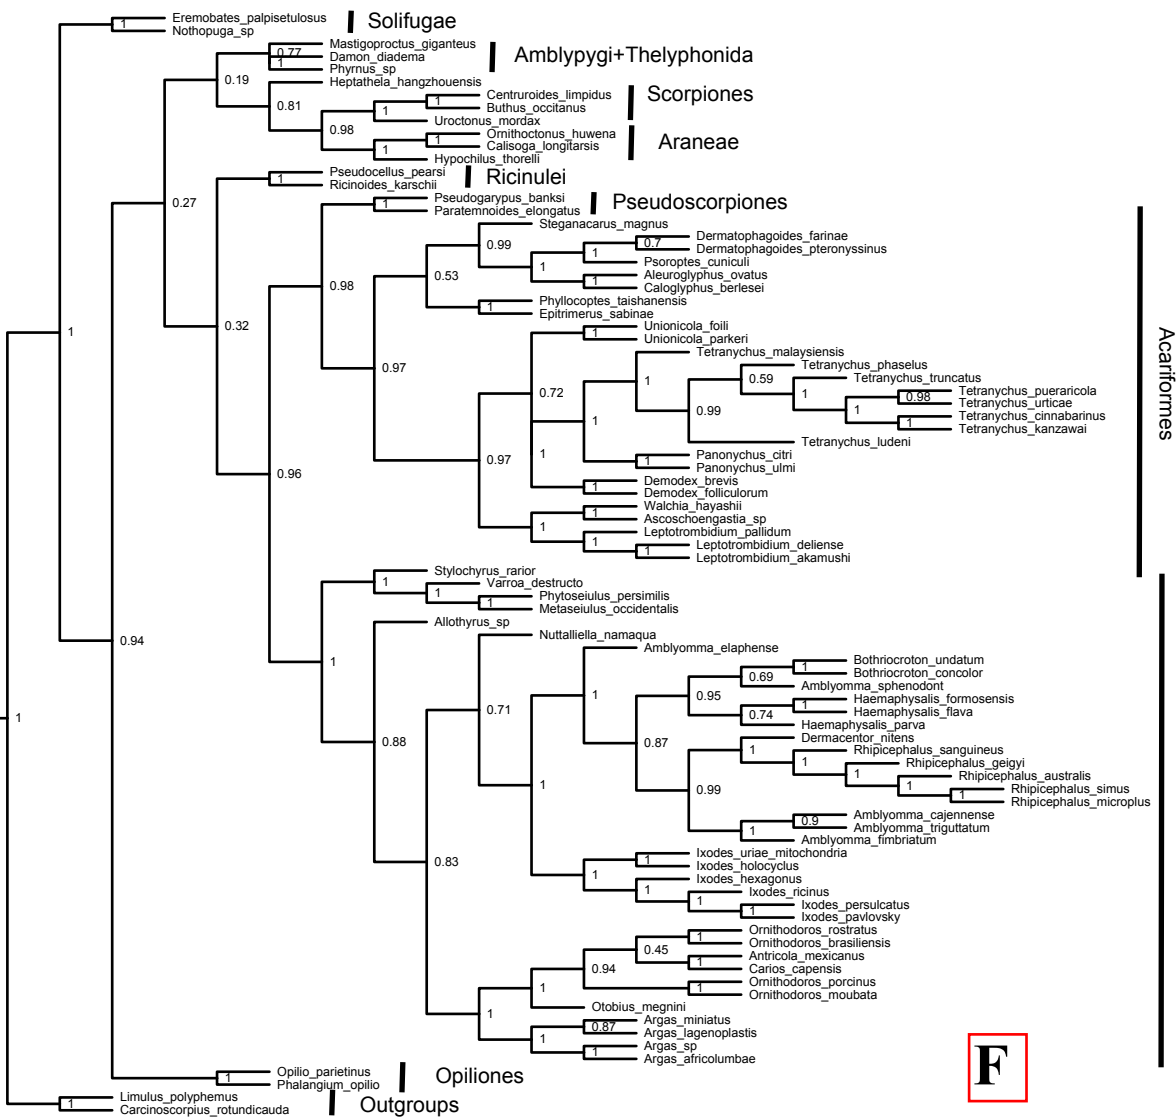 Eremobates_palpisetulosus
1
Nothopuga_sp
Solifugae
Mastigoproctus_giganteus
0.77
Damon_diadema
1
Phyrnus_sp
Amblypygi+Thelyphonida
0.19
Heptathela_hangzhouensis
0.81
Centruroides_limpidus
1
Buthus_occitanus
Scorpiones
1
Uroctonus_mordax
0.98
Ornithoctonus_huwena
1
Calisoga_longitarsis
Araneae
1
Hypochilus_thorelli
Pseudocellus_pearsi
1
Ricinoides_karschii
Ricinulei
0.27
Pseudogarypus_banksi
1
Paratemnoides_elongatus
Pseudoscorpiones
Steganacarus_magnus
0.99
Dermatophagoides_farinae
0.7
Dermatophagoides_pteronyssinus
1
Psoroptes_cuniculi
1
Aleuroglyphus_ovatus
1
Caloglyphus_berlesei
0.53
0.98
Phyllocoptes_taishanensis
1
Epitrimerus_sabinae
0.32
1
Unionicola_foili
1
Unionicola_parkeri
Tetranychus_malaysiensis
0.97
Tetranychus_phaselus
0.59
Tetranychus_truncatus
1
1
Tetranychus_pueraricola
0.98
Tetranychus_urticae
0.72
1
0.99
Tetranychus_cinnabarinus
1
Tetranychus_kanzawai
1
Tetranychus_ludeni
1
Panonychus_citri
1
Panonychus_ulmi
0.97
Demodex_brevis
1
Demodex_folliculorum
0.96
Walchia_hayashii
1
Ascoschoengastia_sp
1
Leptotrombidium_pallidum
1
Leptotrombidium_deliense
1
Leptotrombidium_akamushi
Acariformes
Stylochyrus_rarior
1
Varroa_destructo
1
Phytoseiulus_persimilis
1
Metaseiulus_occidentalis
Allothyrus_sp
0.94
1
Nuttalliella_namaqua
Amblyomma_elaphense
Bothriocroton_undatum
1
Bothriocroton_concolor
0.69
Amblyomma_sphenodont
0.95
1
Haemaphysalis_formosensis
1
Haemaphysalis_flava
0.74
Haemaphysalis_parva
0.71
1
0.88
0.87
Dermacentor_nitens
1
Rhipicephalus_sanguineus
1
Rhipicephalus_geigyi
1
Rhipicephalus_australis
1
Rhipicephalus_simus
1
Rhipicephalus_microplus
0.99
1
Amblyomma_cajennense
0.9
Amblyomma_triguttatum
1
Amblyomma_fimbriatum
0.83
Ixodes_uriae_mitochondria
1
Ixodes_holocyclus
1
Ixodes_hexagonus
1
Ixodes_ricinus
1
Ixodes_persulcatus
1
Ixodes_pavlovsky
Ornithodoros_rostratus
1
Ornithodoros_brasiliensis
0.45
Antricola_mexicanus
1
Carios_capensis
0.94
Ornithodoros_porcinus
1
Ornithodoros_moubata
1
Otobius_megnini
1
Argas_miniatus
0.87
Argas_lagenoplastis
1
Argas_sp
1
Argas_africolumbae
F
Opilio_parietinus
1
Phalangium_opilio
Opiliones
Limulus_polyphemus
1
Carcinoscorpius_rotundicauda
Outgroups